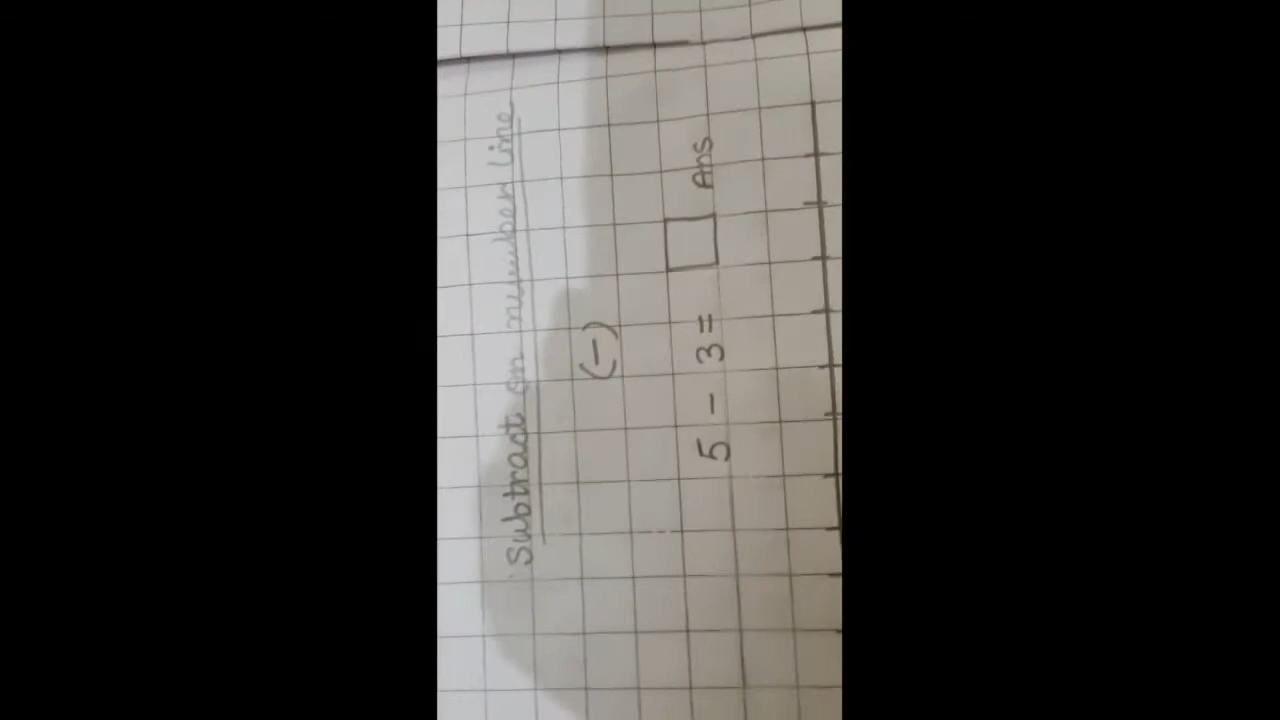 Subtract on number line
(-)
5 - 3 = Ans